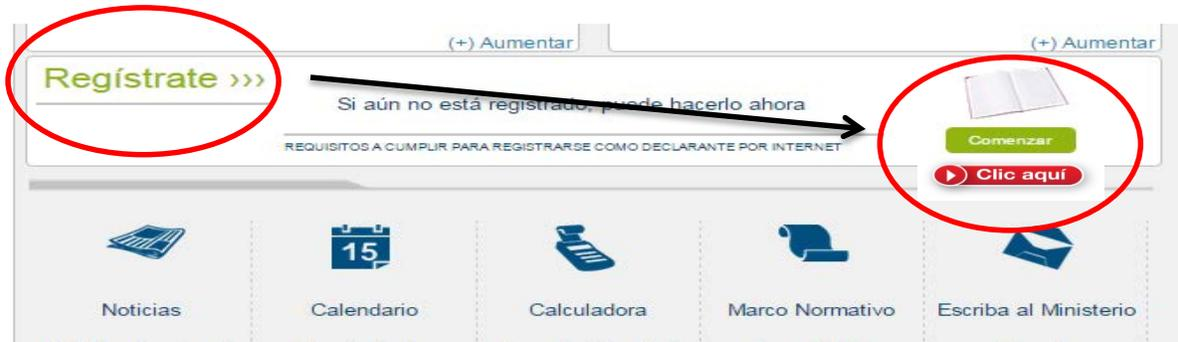 (+) Aumentar (+) Aumentar
Regístrate >>>
Si aún no está registrado, puede hacerlo ahora
REQUISITOS A CUMPLIR PARA REGISTRARSE COMO DECLARANTE POR INTERNET
Comenzar
Clic aquí
15
Noticias Calendario Calculadora Marco Normativo Escriba al Ministerio